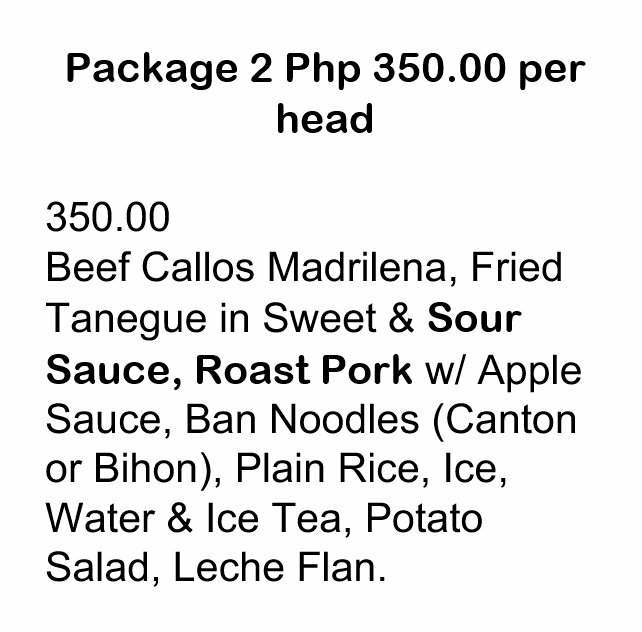 Package 2 Php 350.00 per
head
350.00
Beef Callos Madrilena, Fried
Tanegue in Sweet & Sour
Sauce, Roast Pork w/ Apple
Sauce, Ban Noodles (Canton
or Bihon), Plain Rice, Ice,
Water & Ice Tea, Potato
Salad, Leche Flan.